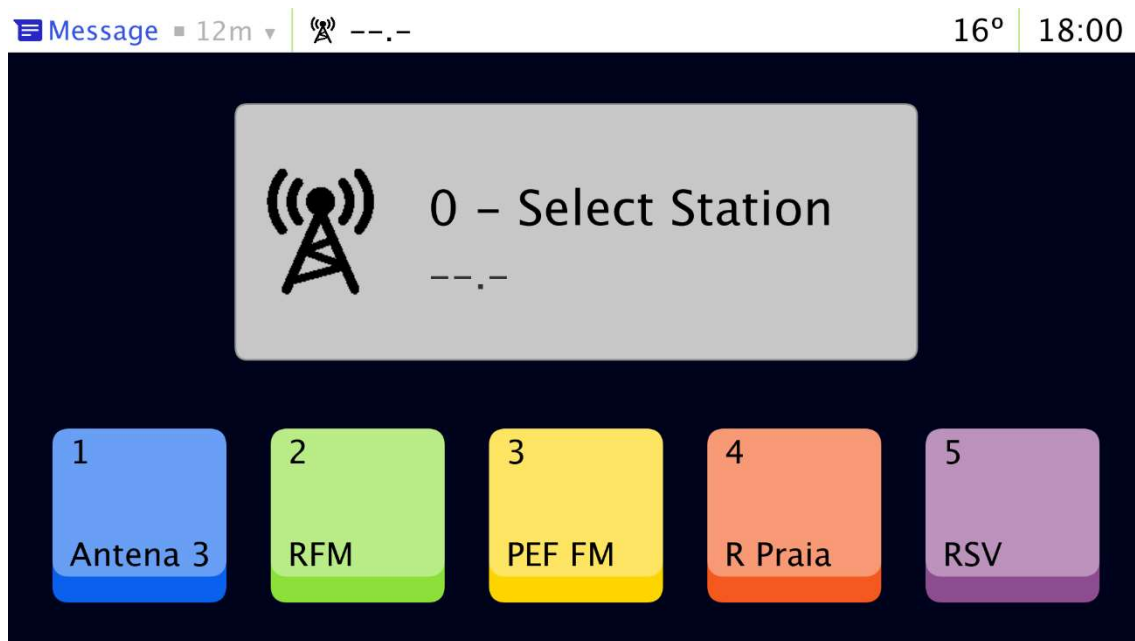 Message ▪ 12m ▾ --.- 16º 18:00
0 – Select Station
--.-
1 2 3 4 5
Antena 3 RFM PEF FM R Praia RSV